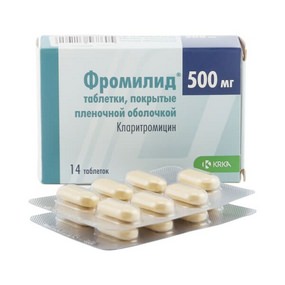 Фромилид® 500 мг
таблетки, покрытые
пленочной оболочкой
Кларитромицин
14 таблеток
KRKA